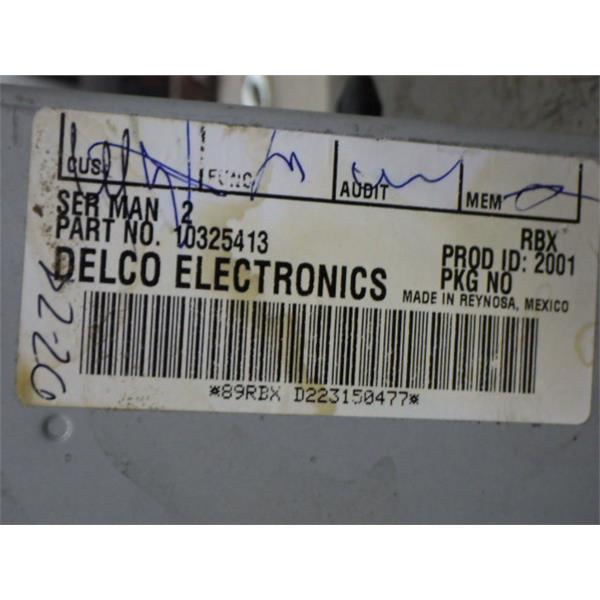 CUS FUNC AUDIT MEM
SER MAN 2 RBX
PART NO. 10325413 PROD ID: 2001
DELCO ELECTRONICS PKG NO
MADE IN REYNOSA, MEXICO
*89RBX D223150477*